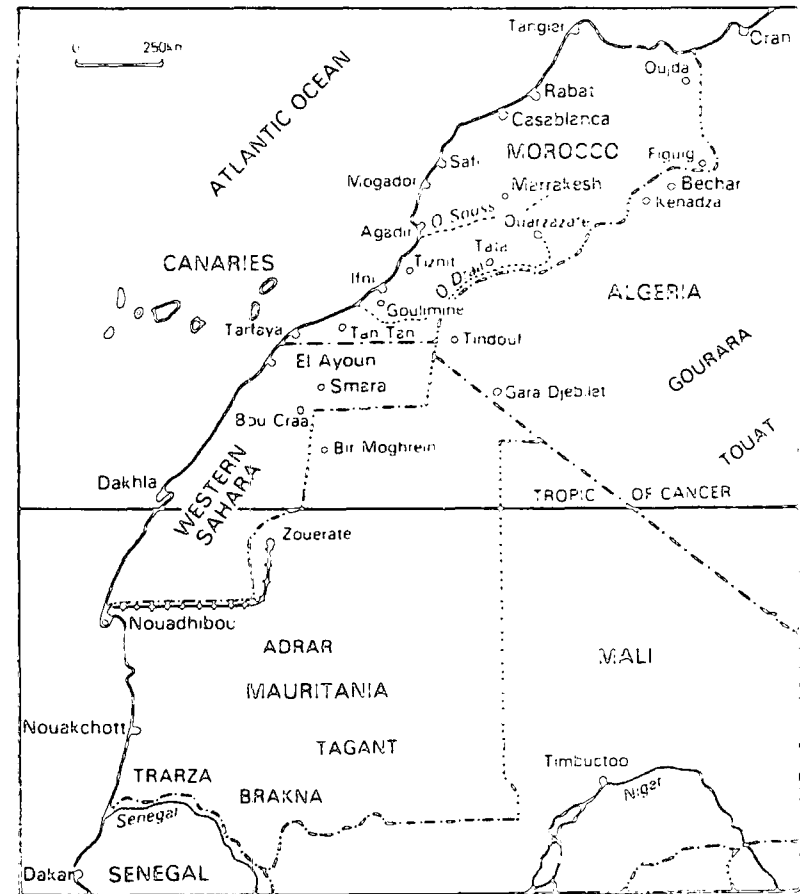 0 250km
Tangier
Oran
Oujda
ATLANTIC OCEAN
Rabat
Casablanca
MOROCCO
Safi
Figuig
Mogador
Marrakesh
Bechar
Kenadza
O Souss
Agadir
Ouarzazate
CANARIES
Tata
Tiznit
O Draa
Ifni
ALGERIA
Goulimine
Tarfaya
Tan Tan
Tindouf
El Ayoun
GOURARA
Smara
Gara Djebilet
Bou Craa
TOUAT
Bir Moghrein
WESTERN
SAHARA
Dakhla
TROPIC OF CANCER
Zouerate
Nouadhibou
ADRAR
MALI
MAURITANIA
Nouakchott
TAGANT
Timbuctoo
TRARZA
Niger
BRAKNA
Senegal
Dakar
SENEGAL